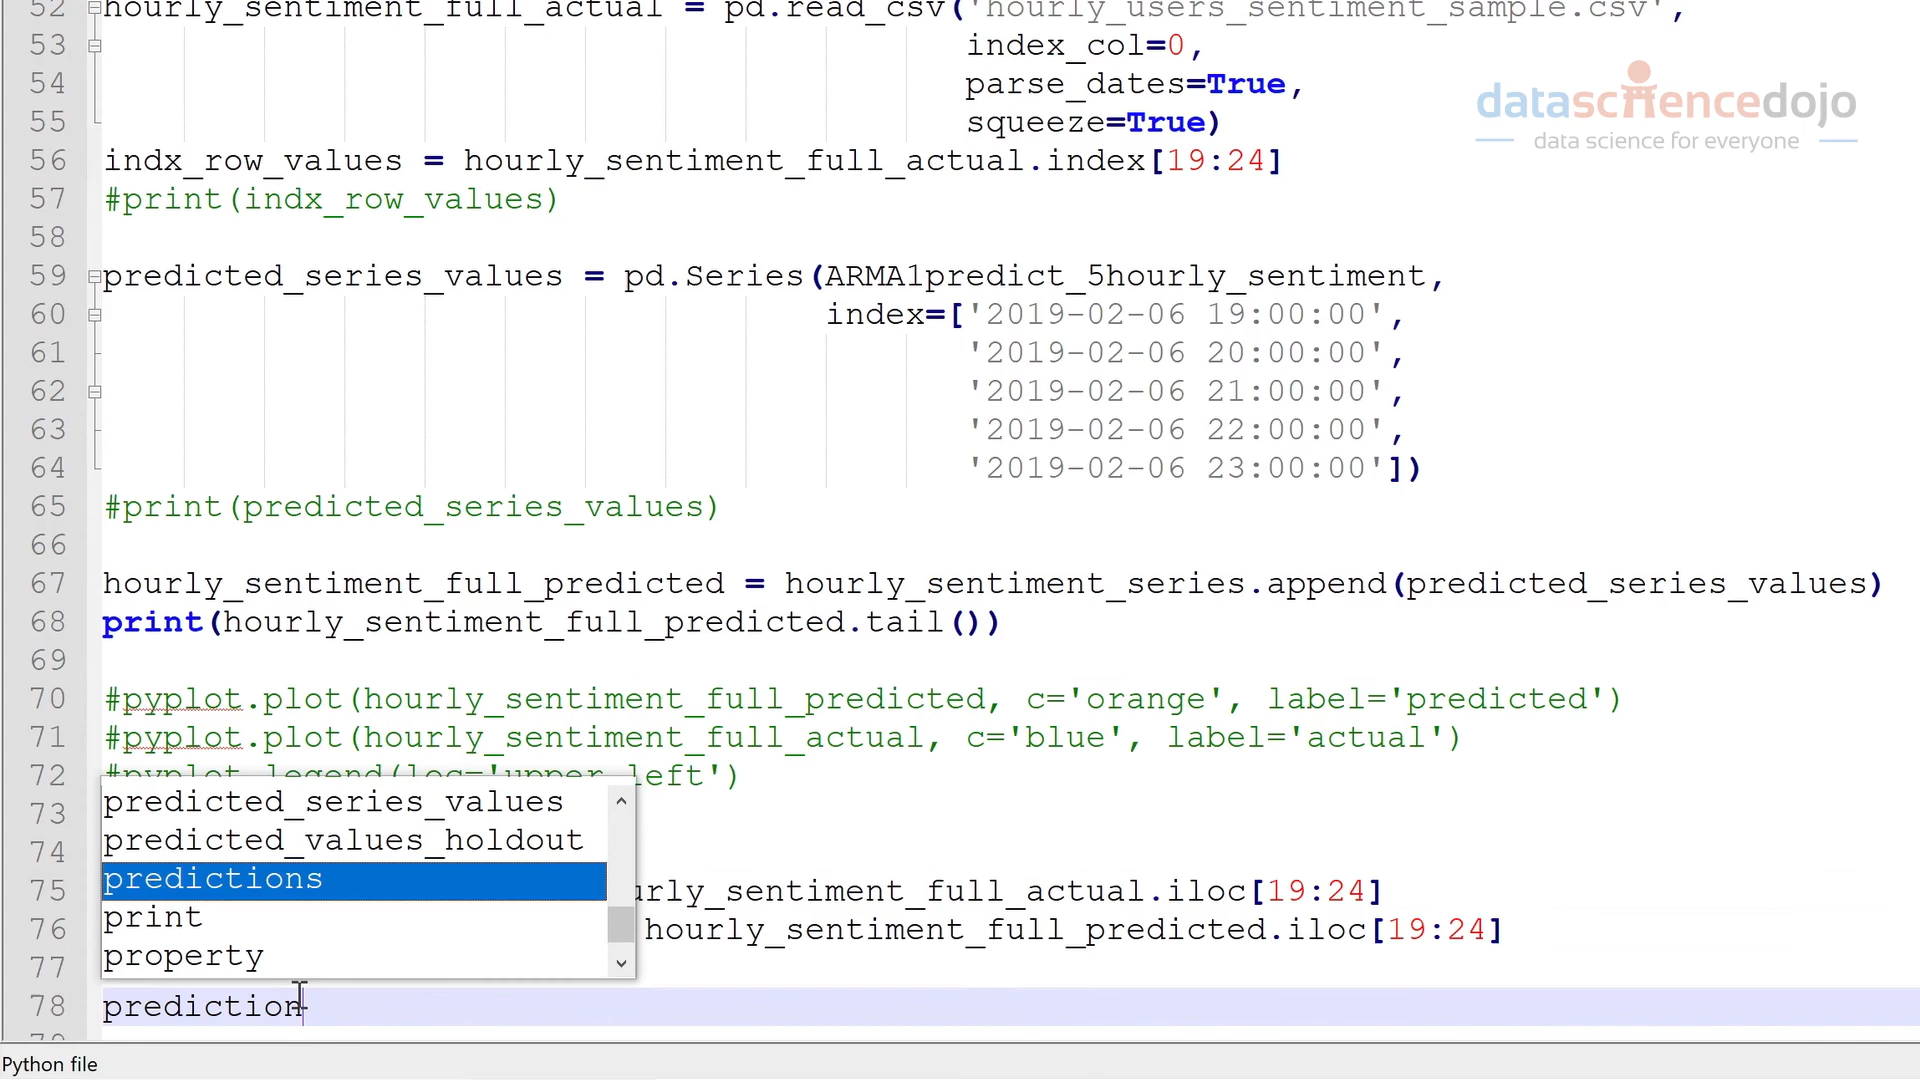 52 hourly_sentiment_full_actual = pd.read_csv('hourly_users_sentiment_sample.csv',
53 index_col=0,
54 parse_dates=True,
55 squeeze=True)
56 indx_row_values = hourly_sentiment_full_actual.index[19:24]
57 #print(indx_row_values)
58
59 predicted_series_values = pd.Series(ARMA1predict_5hourly_sentiment,
60 index=['2019-02-06 19:00:00',
61 '2019-02-06 20:00:00',
62 '2019-02-06 21:00:00',
63 '2019-02-06 22:00:00',
64 '2019-02-06 23:00:00'])
65 #print(predicted_series_values)
66
67 hourly_sentiment_full_predicted = hourly_sentiment_series.append(predicted_series_values)
68 print(hourly_sentiment_full_predicted.tail())
69
70 #pyplot.plot(hourly_sentiment_full_predicted, c='orange', label='predicted')
71 #pyplot.plot(hourly_sentiment_full_actual, c='blue', label='actual')
72 #pyplot.legend(loc='upper left')
73
74
75 urly_sentiment_full_actual.iloc[19:24]
76 hourly_sentiment_full_predicted.iloc[19:24]
77
78 prediction
predicted_series_values
predicted_values_holdout
predictions
print
property
datasciencedojo
data science for everyone
Python file